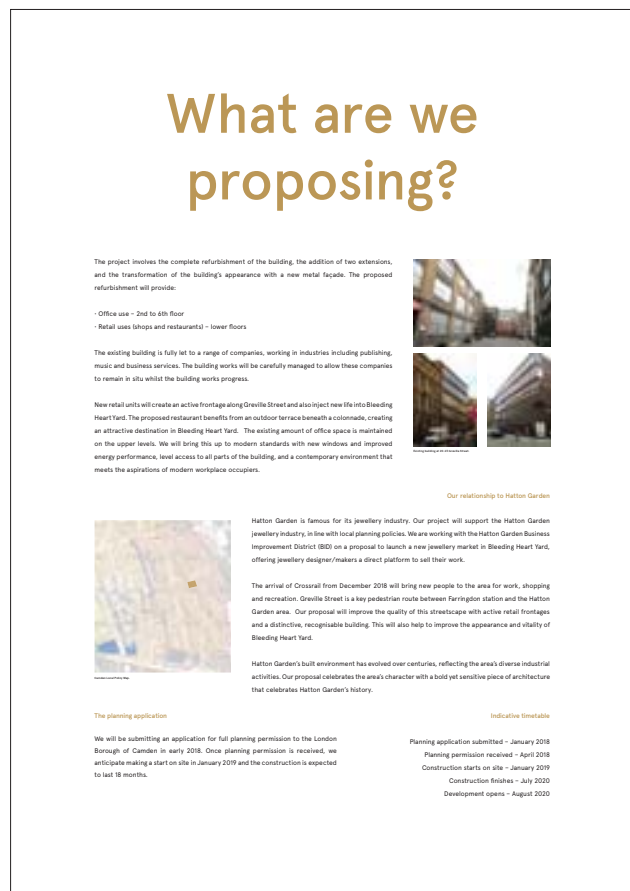 What are we
proposing?
The project involves the complete refurbishment of the building, the addition of two extensions,
and the transformation of the building's appearance with a new metal façade. The proposed
refurbishment will provide:
- Office use – 2nd to 6th floor
- Retail uses (shops and restaurants) – lower floors
The existing building is fully let to a range of companies, working in industries including publishing,
music and business services. The building works will be carefully managed to allow these companies
to remain in situ whilst the building works progress.
New retail units will create an active frontage along Greville Street and also inject new life into Bleeding
Heart Yard. The proposed restaurant benefits from an outdoor terrace beneath a colonnade, creating
an attractive destination in Bleeding Heart Yard. The existing amount of office space is maintained
on the upper levels. We will bring this up to modern standards with new windows and improved
energy performance, level access to all parts of the building, and a contemporary environment that
meets the aspirations of modern workplace occupiers.
Our relationship to Hatton Garden
Hatton Garden is famous for its jewellery industry. Our project will support the Hatton Garden
jewellery industry, in line with local planning policies. We are working with the Hatton Garden Business
Improvement District (BID) on a proposal to launch a new jewellery market in Bleeding Heart Yard,
offering jewellery designer/makers a direct platform to sell their work.
The arrival of Crossrail from December 2018 will bring new people to the area for work, shopping
and recreation. Greville Street is a key pedestrian route between Farringdon station and the Hatton
Garden area. Our proposal will improve the quality of this streetscape with active retail frontages
and a distinctive, recognisable building. This will also help to improve the appearance and vitality of
Bleeding Heart Yard.
Hatton Garden's built environment has evolved over centuries, reflecting the area's diverse industrial
activities. Our proposal celebrates the area's character with a bold yet sensitive piece of architecture
that celebrates Hatton Garden's history.
The planning application
We will be submitting an application for full planning permission to the London
Borough of Camden in early 2018. Once planning permission is received, we
anticipate making a start on site in January 2019 and the construction is expected
to last 18 months.
Indicative timetable
Planning application submitted – January 2018
Planning permission received – April 2018
Construction starts on site – January 2019
Construction finishes – July 2020
Development opens – August 2020